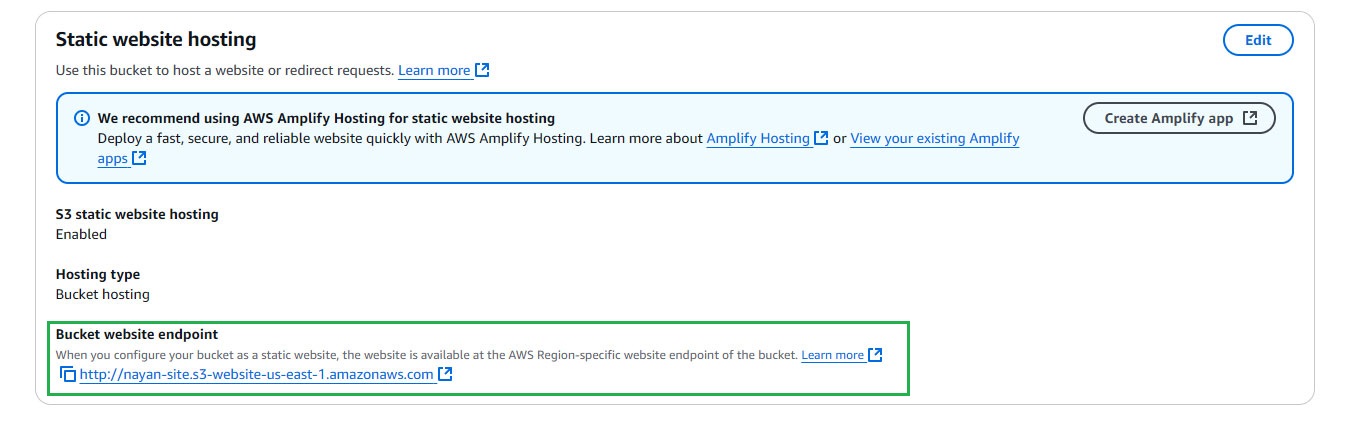 Static website hosting
Edit
Use this bucket to host a website or redirect requests. Learn more
We recommend using AWS Amplify Hosting for static website hosting
Create Amplify app
Deploy a fast, secure, and reliable website quickly with AWS Amplify Hosting. Learn more about Amplify Hosting or View your existing Amplify
apps
S3 static website hosting
Enabled
Hosting type
Bucket hosting
Bucket website endpoint
When you configure your bucket as a static website, the website is available at the AWS Region-specific website endpoint of the bucket. Learn more
http://nayan-site.s3-website-us-east-1.amazonaws.com